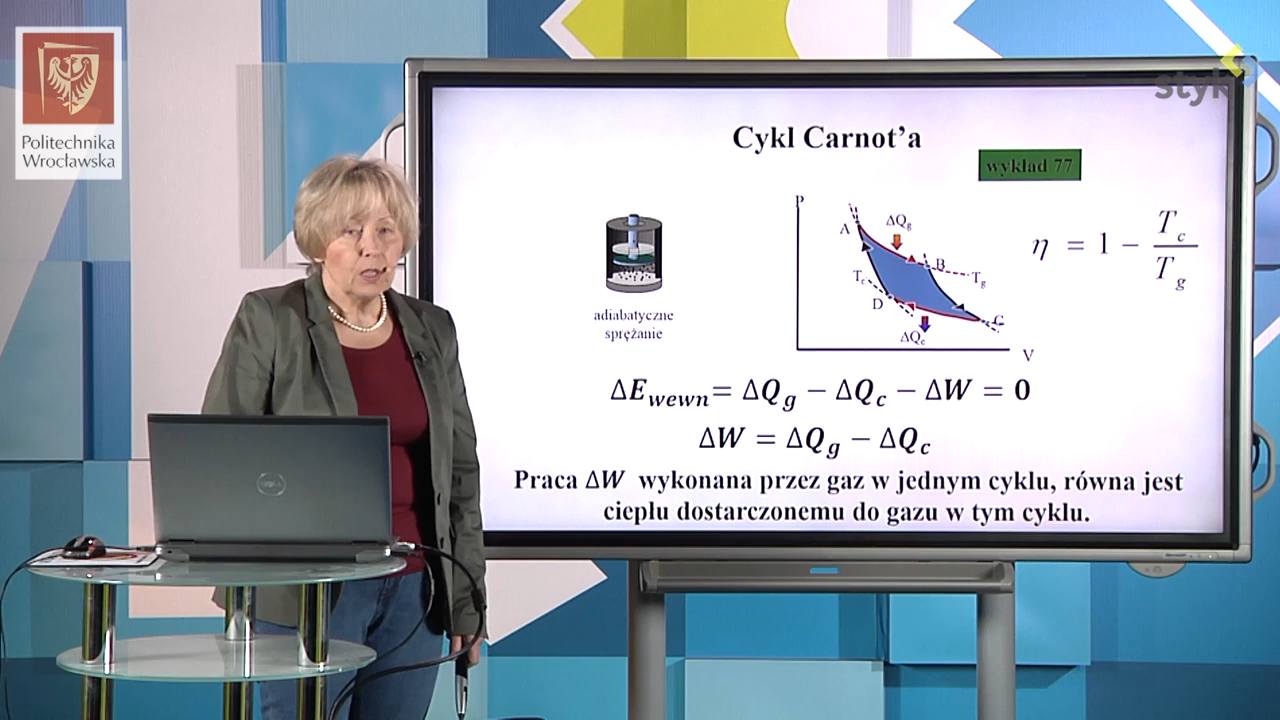 Politechnika
Wrocławska
styk
Cykl Carnot’a
wykład 77
P
A
ΔQg
B
Tc
Tg
D
C
ΔQc
V
η = 1 − Tc / Tg
adiabatyczne
sprężanie
ΔEwewn= ΔQg − ΔQc − ΔW = 0
ΔW = ΔQg − ΔQc
Praca ΔW wykonana przez gaz w jednym cyklu, równa jest
ciepłu dostarczonemu do gazu w tym cyklu.
DELL